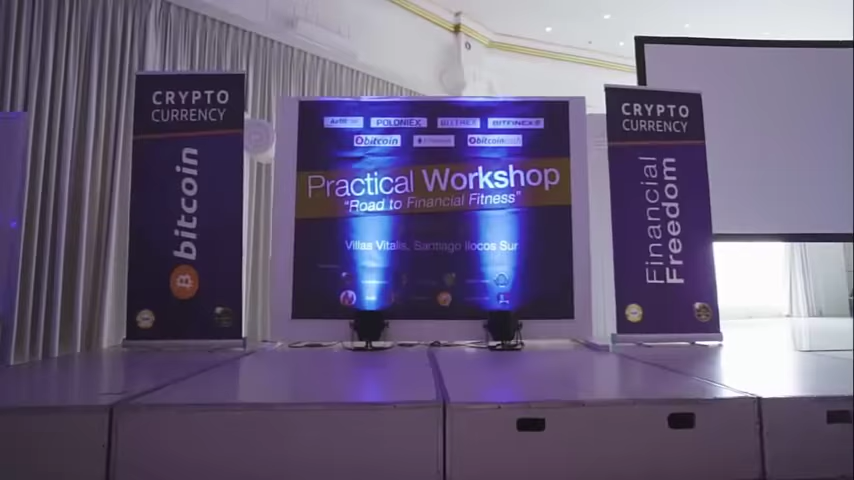 CRYPTO
CURRENCY
bitcoin
POLONIEX BITTREX BITFINEX
bitcoin bitcoin
Practical Workshop
"Road to Financial Fitness"
Villas Vitalis, Santiago Ilocos Sur
CRYPTO
CURRENCY
Financial
Freedom